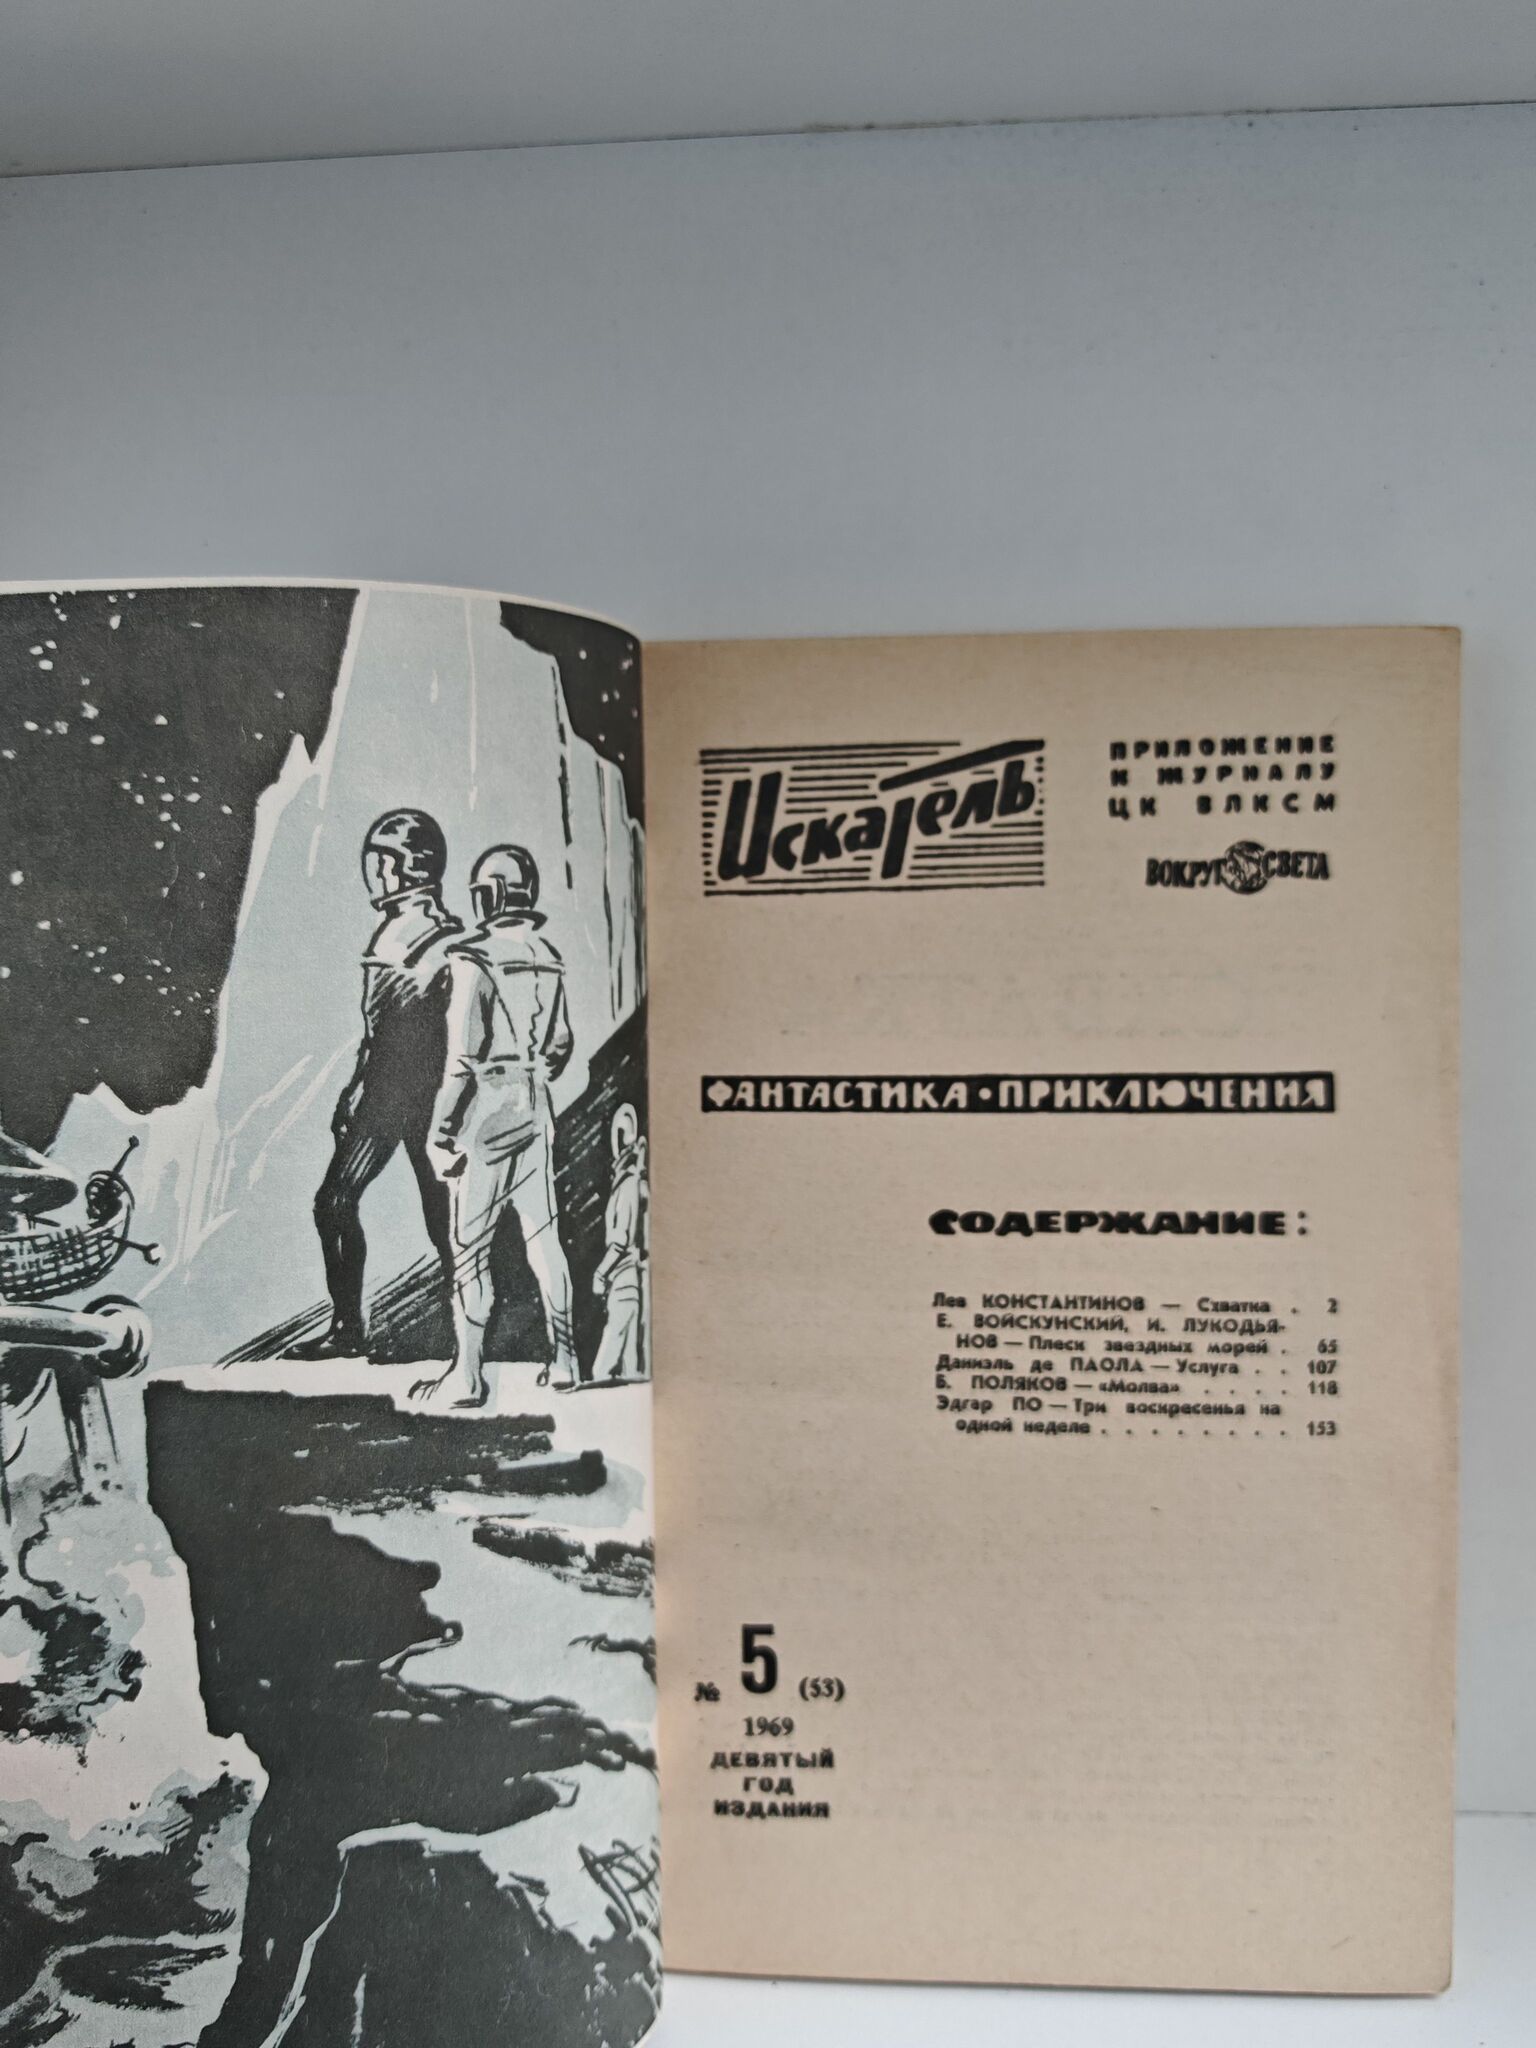 Искатель
ПРИЛОЖЕНИЕ
К ЖУРНАЛУ
ЦК ВЛКСМ
ВОКРУГ СВЕТА
ФАНТАСТИКА • ПРИКЛЮЧЕНИЯ
СОДЕРЖАНИЕ:
Лев КОНСТАНТИНОВ — Схватка . 2
Е. ВОЙСКУНСКИЙ, И. ЛУКОДЬЯ-
НОВ — Плеск звездных морей . 65
Даниэль де ПАОЛА — Услуга . . 107
Б. ПОЛЯКОВ — «Молва» . . . . 118
Эдгар ПО — Три воскресенья на
одной неделе . . . . . . . . 153
№ 5 (53)
1969
ДЕВЯТЫЙ
ГОД
ИЗДАНИЯ